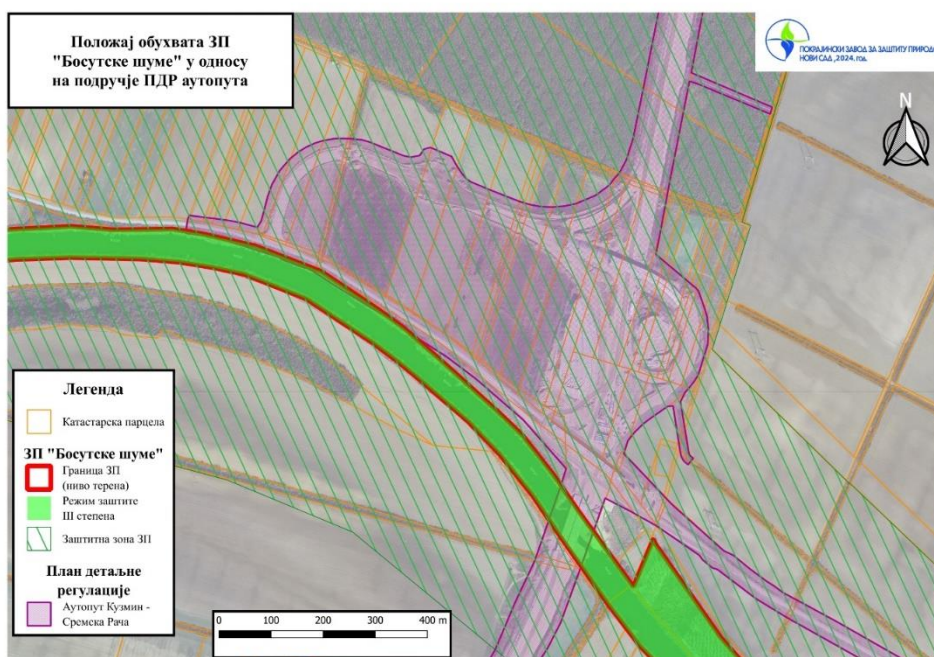 Положај обухвата ЗП
"Босутске шуме" у односу
на подручје ПДР аутопута
ПОКРАЈИНСКИ ЗАВОД ЗА ЗАШТИТУ ПРИРОДЕ
НОВИ САД ,2024. год.
N
Легенда
Катастарска парцела
ЗП "Босутске шуме"
Граница ЗП
(ниво терена)
Режим заштите
III степена
Заштитна зона ЗП
План детаљне
регулације
Аутопут Кузмин -
Сремска Рача
0 100 200 300 400 m